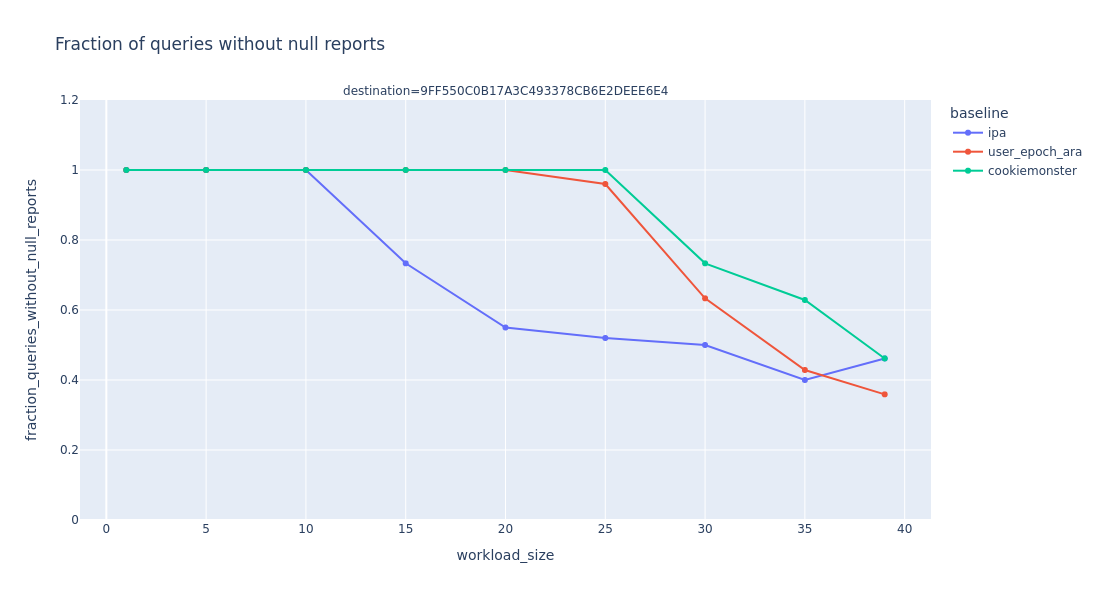 Fraction of queries without null reports
destination=9FF550C0B17A3C493378CB6E2DEEE6E4
baseline
ipa
user_epoch_ara
cookiemonster
fraction_queries_without_null_reports
1.2
1
0.8
0.6
0.4
0.2
0
0 5 10 15 20 25 30 35 40
workload_size